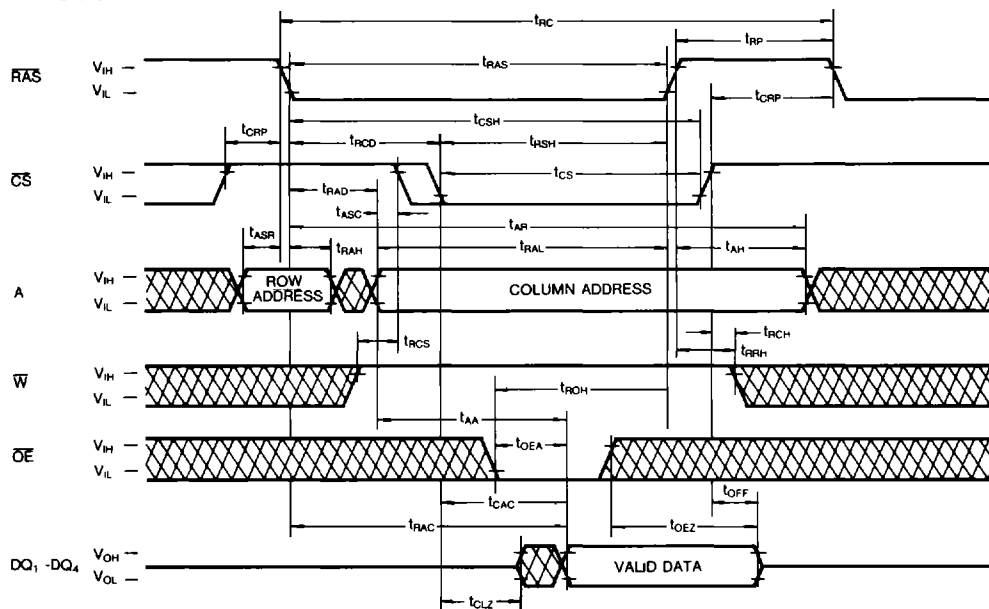 tRC
tRP
RAS
VIH
VIL
tRAS
tCRP
tCSH
tCRP
tRCD
tRSH
CS
VIH
VIL
tCS
tRAD
tASC
tAR
tASR
tRAH
tRAL
tAH
A
VIH
VIL
ROW ADDRESS
COLUMN ADDRESS
tRCH
tRRH
tRCS
W
VIH
VIL
tROH
tAA
OE
VIH
VIL
tOEA
tCAC
tOFF
tRAC
tOEZ
DQ1 -DQ4
VOH
VOL
VALID DATA
tCLZ